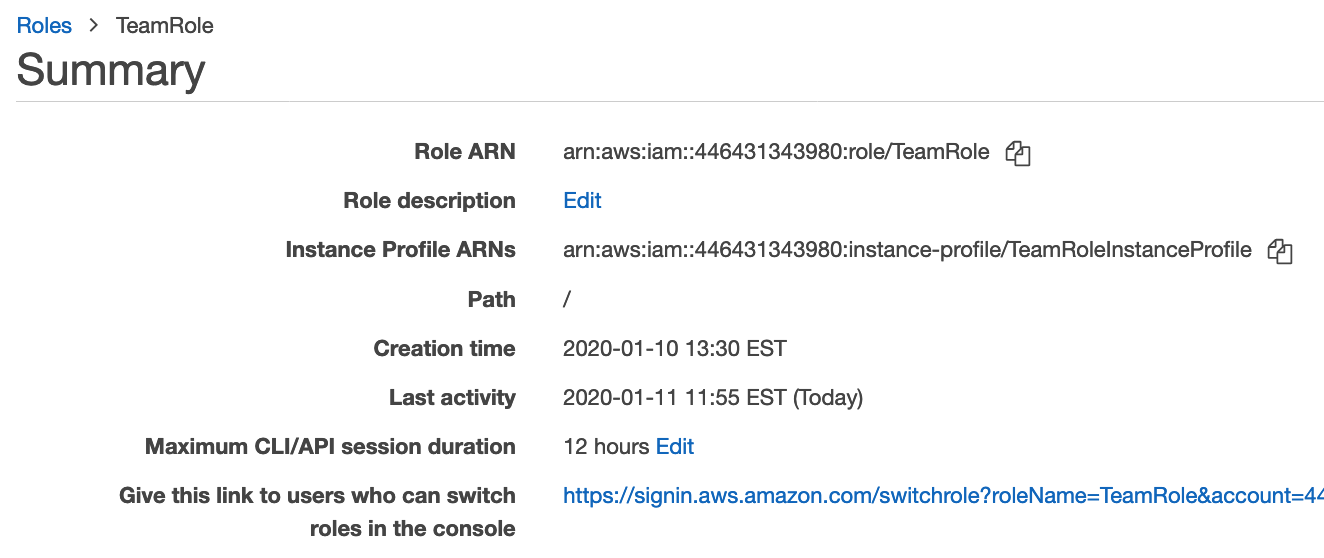 Roles > TeamRole
Summary
Role ARN arn:aws:iam::446431343980:role/TeamRole
Role description Edit
Instance Profile ARNs arn:aws:iam::446431343980:instance-profile/TeamRoleInstanceProfile
Path /
Creation time 2020-01-10 13:30 EST
Last activity 2020-01-11 11:55 EST (Today)
Maximum CLI/API session duration 12 hours Edit
Give this link to users who can switch https://signin.aws.amazon.com/switchrole?roleName=TeamRole&account=44
roles in the console